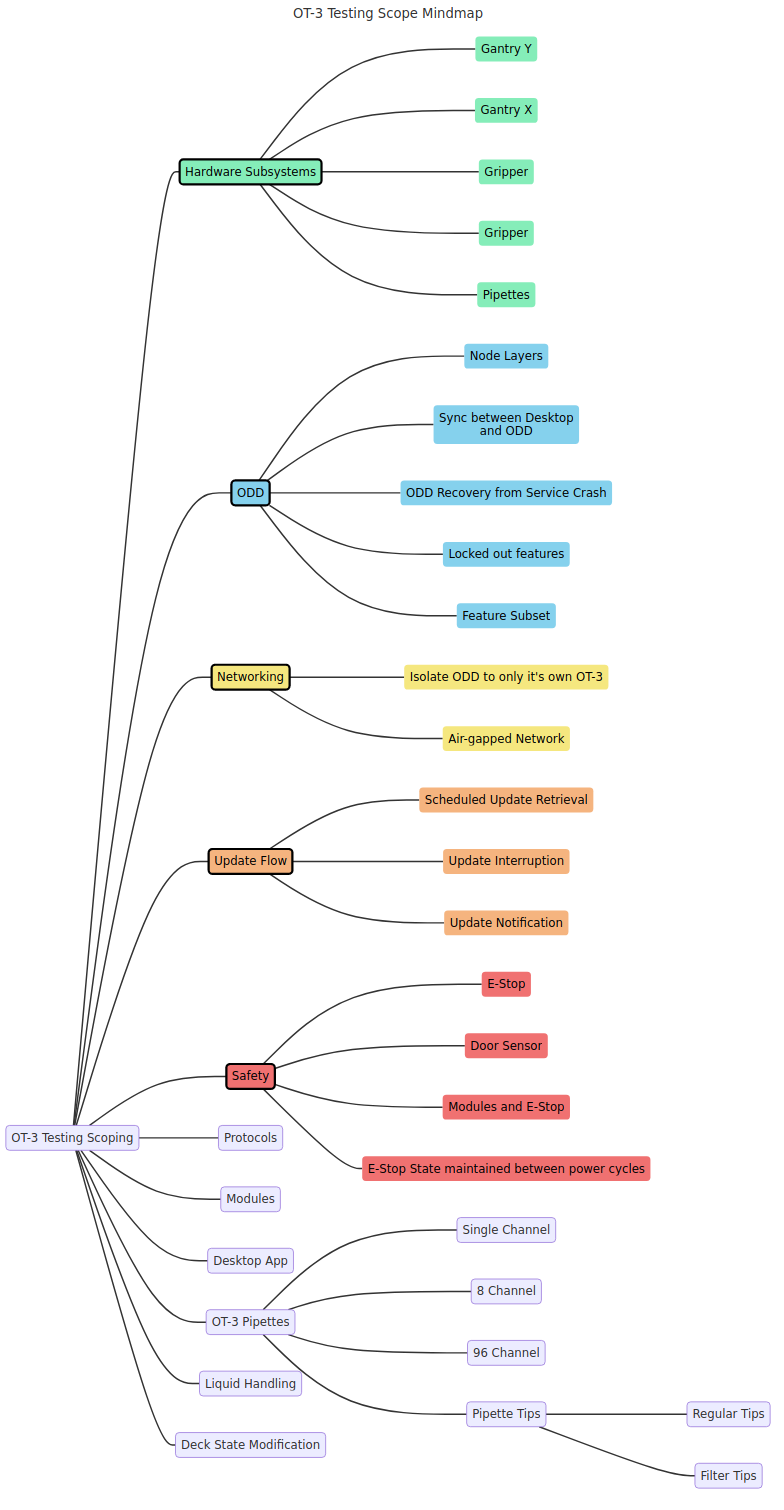 OT-3 Testing Scope Mindmap
Gantry Y
Gantry X
Hardware Subsystems
Gripper
Gripper
Pipettes
Node Layers
Sync between Desktop
and ODD
ODD
ODD Recovery from Service Crash
Locked out features
Feature Subset
Networking
Isolate ODD to only it's own OT-3
Air-gapped Network
Scheduled Update Retrieval
Update Flow
Update Interruption
Update Notification
E-Stop
Door Sensor
Safety
Modules and E-Stop
E-Stop State maintained between power cycles
OT-3 Testing Scoping
Protocols
Modules
Desktop App
Single Channel
8 Channel
OT-3 Pipettes
96 Channel
Liquid Handling
Pipette Tips
Regular Tips
Deck State Modification
Filter Tips